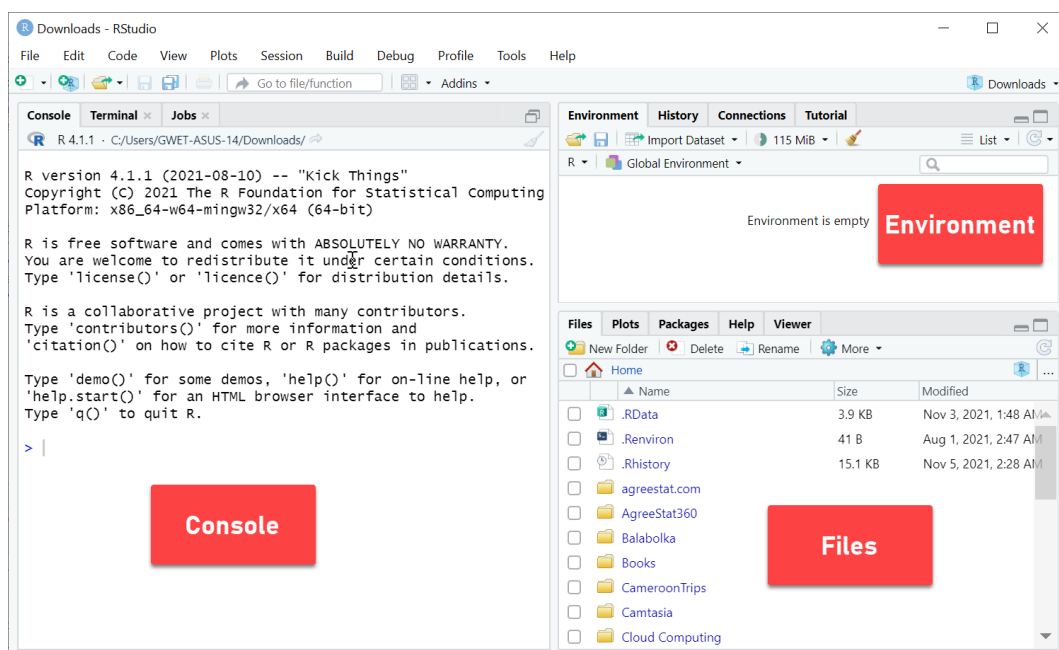 Downloads - RStudio
File Edit Code View Plots Session Build Debug Profile Tools Help
Go to file/function Addins Downloads
Console Terminal Jobs
R 4.1.1 · C:/Users/GWET-ASUS-14/Downloads/
R version 4.1.1 (2021-08-10) -- "Kick Things"
Copyright (C) 2021 The R Foundation for Statistical Computing
Platform: x86_64-w64-mingw32/x64 (64-bit)
R is free software and comes with ABSOLUTELY NO WARRANTY.
You are welcome to redistribute it under certain conditions.
Type 'license()' or 'licence()' for distribution details.
R is a collaborative project with many contributors.
Type 'contributors()' for more information and
'citation()' on how to cite R or R packages in publications.
Type 'demo()' for some demos, 'help()' for on-line help, or
'help.start()' for an HTML browser interface to help.
Type 'q()' to quit R.
>
Console
Environment History Connections Tutorial
Import Dataset 115 MiB List
R Global Environment
Environment is empty
Environment
Files Plots Packages Help Viewer
New Folder Delete Rename More
Home ...
Name Size Modified
.RData 3.9 KB Nov 3, 2021, 1:48 AM
.Renviron 41 B Aug 1, 2021, 2:47 AM
.Rhistory 15.1 KB Nov 5, 2021, 2:28 AM
agreestat.com
AgreeStat360
Balabolka
Books
CameroonTrips
Camtasia
Cloud Computing
Files